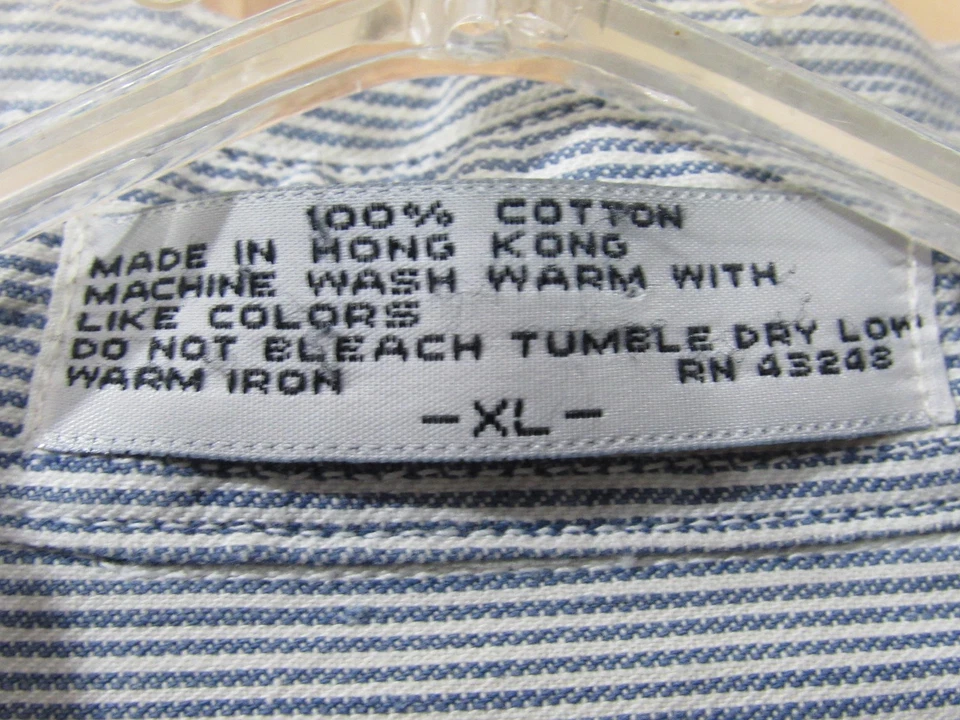 100% COTTON
MADE IN HONG KONG
MACHINE WASH WARM WITH
LIKE COLORS
DO NOT BLEACH TUMBLE DRY LOW
WARM IRON RN 43243
-XL-